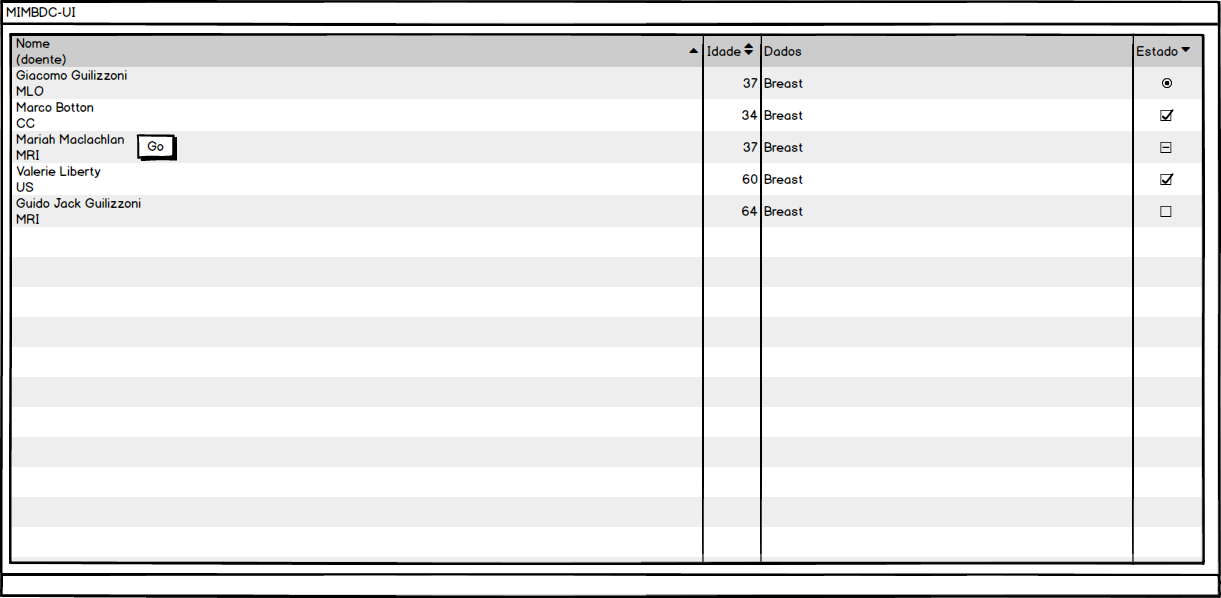 MIMBDC-UI
Nome
(doente)
Idade
Dados
Estado
Giacomo Guilizzoni
MLO
37
Breast
Marco Botton
CC
34
Breast
Mariah Maclachlan
MRI
Go
37
Breast
Valerie Liberty
US
60
Breast
Guido Jack Guilizzoni
MRI
64
Breast